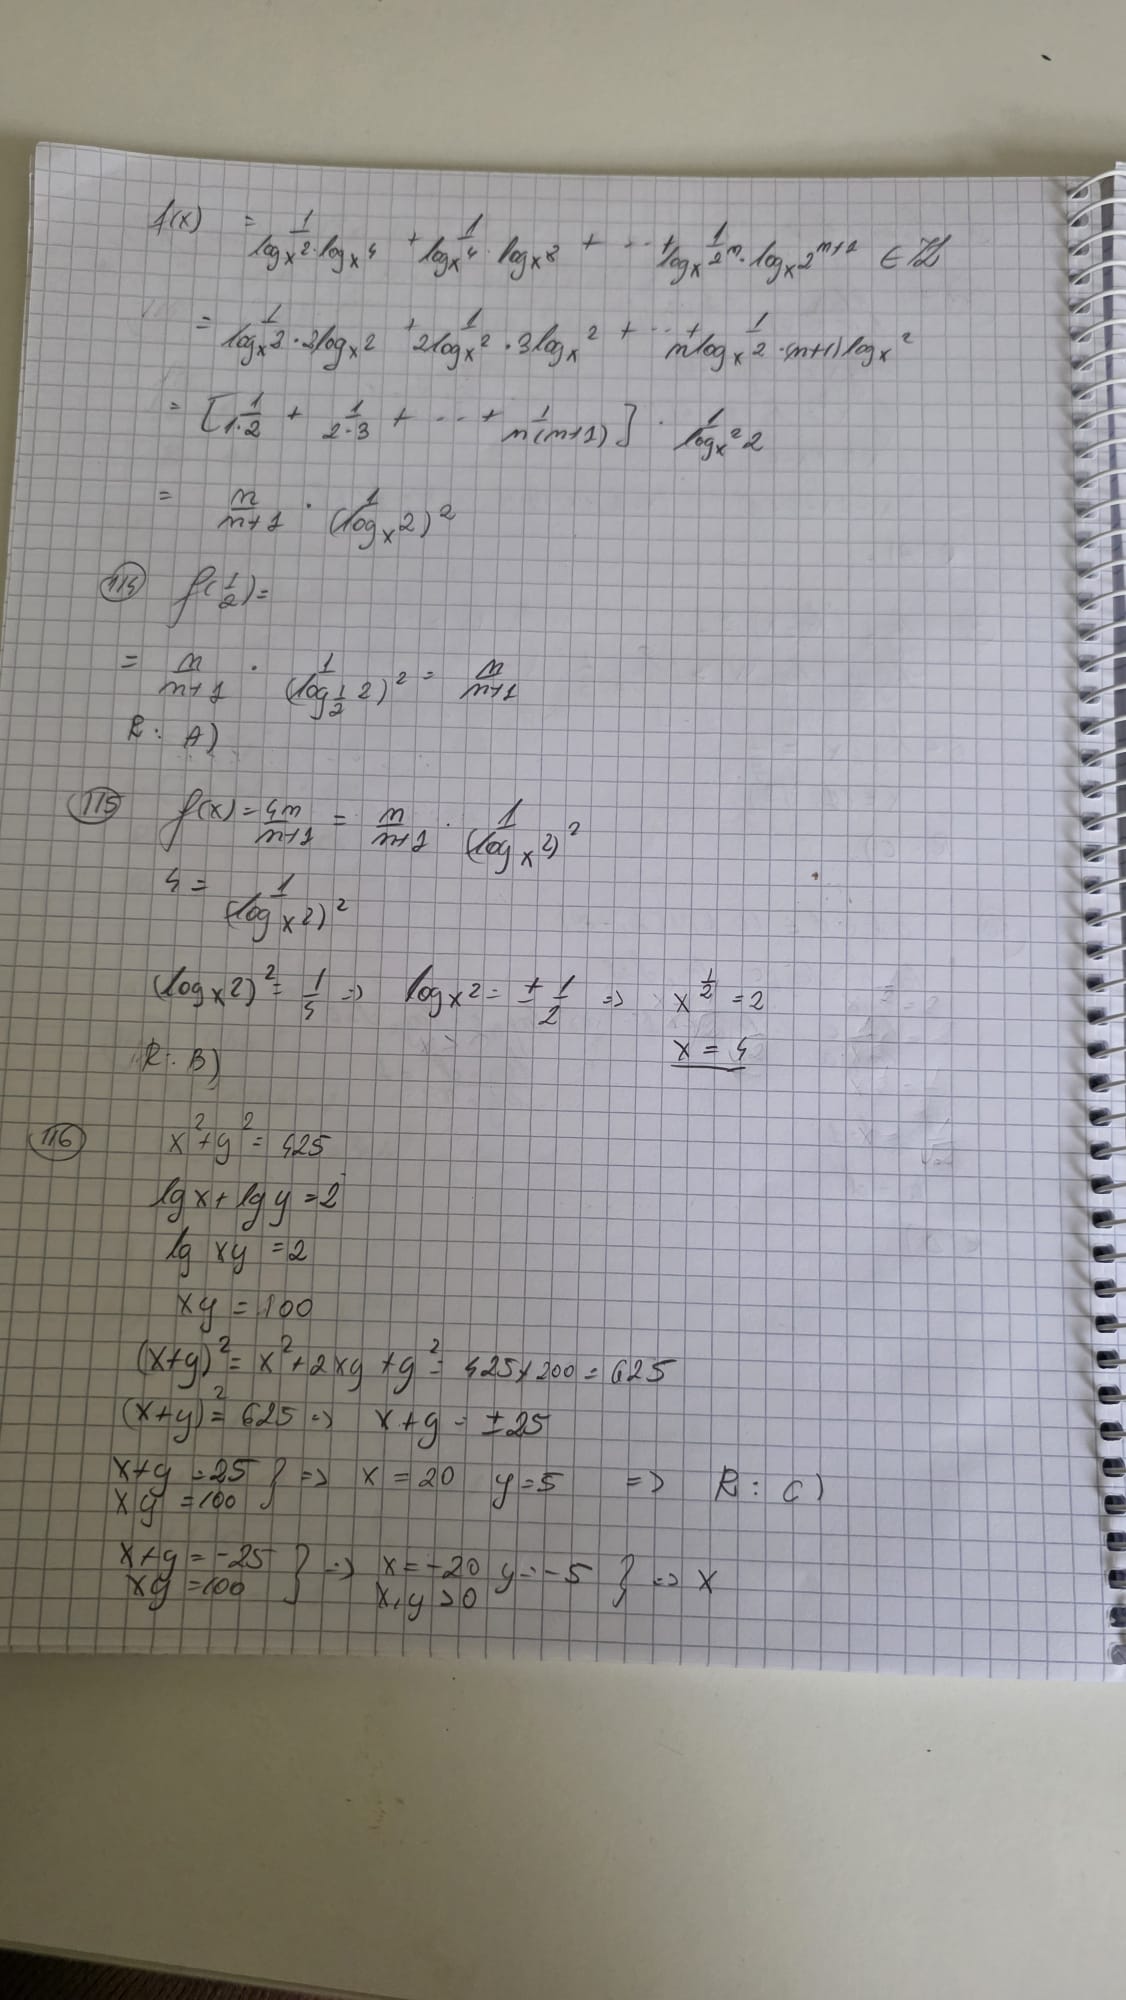 f(x) = 1/(log_x 2 · log_x 4) + 1/(log_x 4 · log_x 8) + ... + 1/(log_x 2^n · log_x 2^(n+1)) ∈ ℤ
= 1/(log_x 2 · 2log_x 2) + 1/(2log_x 2 · 3log_x 2) + ... + 1/(n log_x 2 · (n+1) log_x 2)
= [1/(1·2) + 1/(2·3) + ... + 1/(n(n+1))] · 1/(log_x² 2)
= n/(n+1) · 1/(log_x 2)²
114 f(1/2) =
= n/(n+1) · 1/(log_(1/2) 2)² = n/(n+1)
R: A)
115 f(x) = 4n/(n+1) = n/(n+1) · 1/(log_x 2)²
4 = 1/(log_x 2)²
(log_x 2)² = 1/4 => log_x 2 = ± 1/2 => x^(1/2) = 2
x = 4
R: B)
116 x² + y² = 425
lg x + lg y = 2
lg xy = 2
xy = 100
(x+y)² = x² + 2xy + y² = 425 + 200 = 625
(x+y)² = 625 => x + y = ±25
x+y = 25
xy = 100 } => x = 20 y = 5 => R: C)
x+y = -25
xy = 100 } => x = -20 y = -5
x, y > 0 } => X